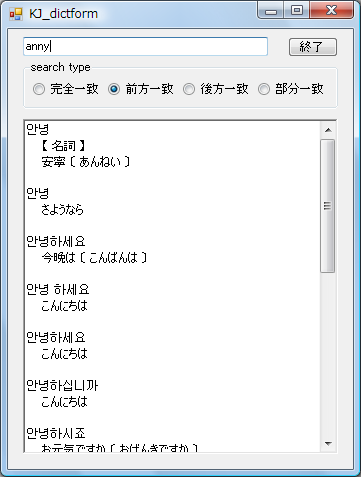 KJ_dictform
anny
終了
search type
完全一致 前方一致 後方一致 部分一致
안녕
【 名詞 】
安寧 〔 あんねい 〕
안녕
さようなら
안녕하세요
今晩は 〔 こんばんは 〕
안녕 하세요
こんにちは
안녕하세요
こんにちは
안녕하십니까
こんにちは
안녕하시죠
お元気ですか 〔 おげんきですか 〕